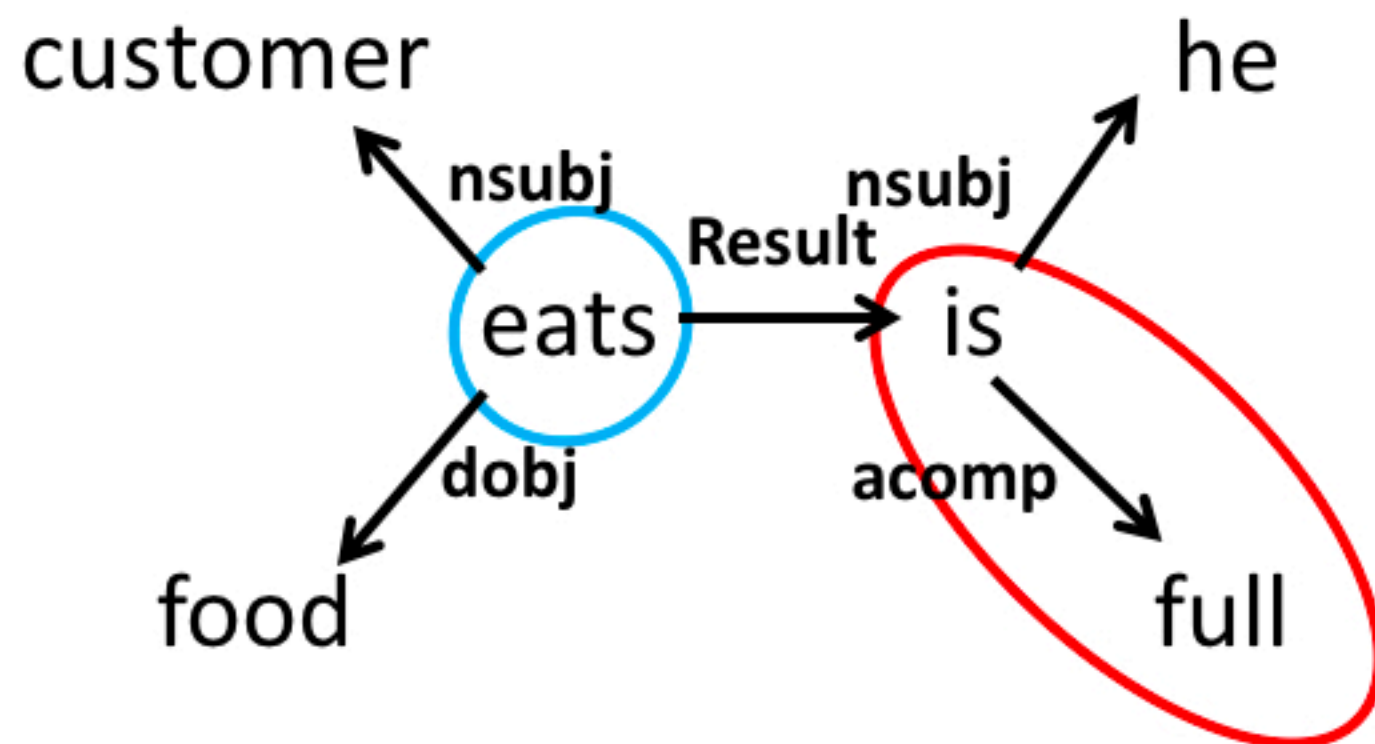 customer
he
nsubj
nsubj
Result
eats
is
dobj
acomp
food
full